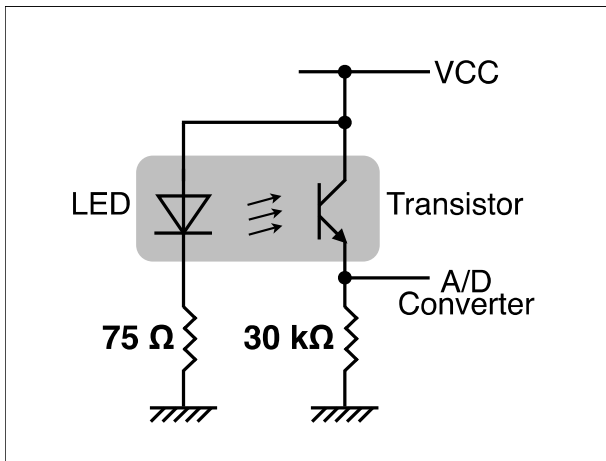 VCC
LED
Transistor
A/D
Converter
75 Ω
30 kΩ